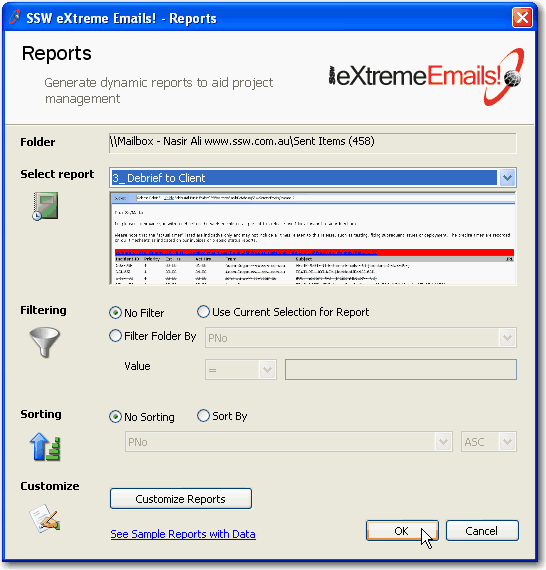 SSW eXtreme Emails! - Reports
Reports
Generate dynamic reports to aid project
management
eXtremeEmails!
Folder
\\Mailbox - Nasir Ali www.ssw.com.au\Sent Items (458)
Select report
3_Debrief to Client
Filtering
No Filter
Use Current Selection for Report
Filter Folder By
PNo
Value
=
Sorting
No Sorting
Sort By
PNo
ASC
Customize
Customize Reports
See Sample Reports with Data
OK
Cancel